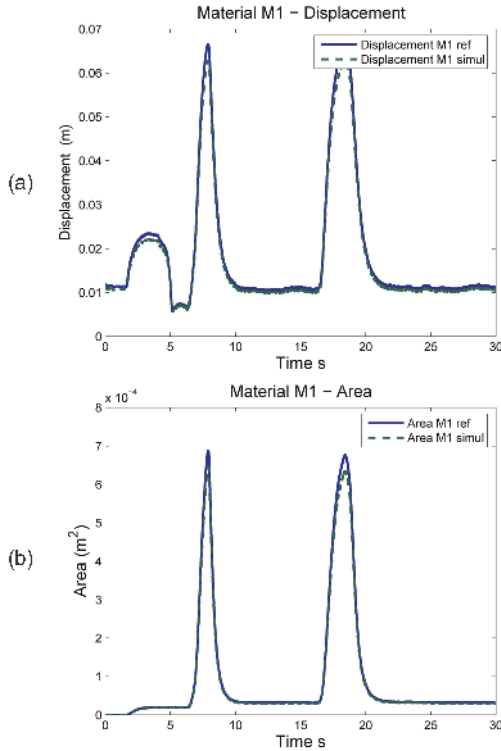 Material M1 − Displacement
0.07
0.06
0.05
0.04
0.03
0.02
0.01
0
Displacement (m)
Displacement M1 ref
Displacement M1 simul
(a)
0 5 10 15 20 25 30
Time s
Material M1 − Area
x 10⁻⁴
8
7
6
5
4
3
2
1
0
Area (m²)
Area M1 ref
Area M1 simul
(b)
0 5 10 15 20 25 30
Time s